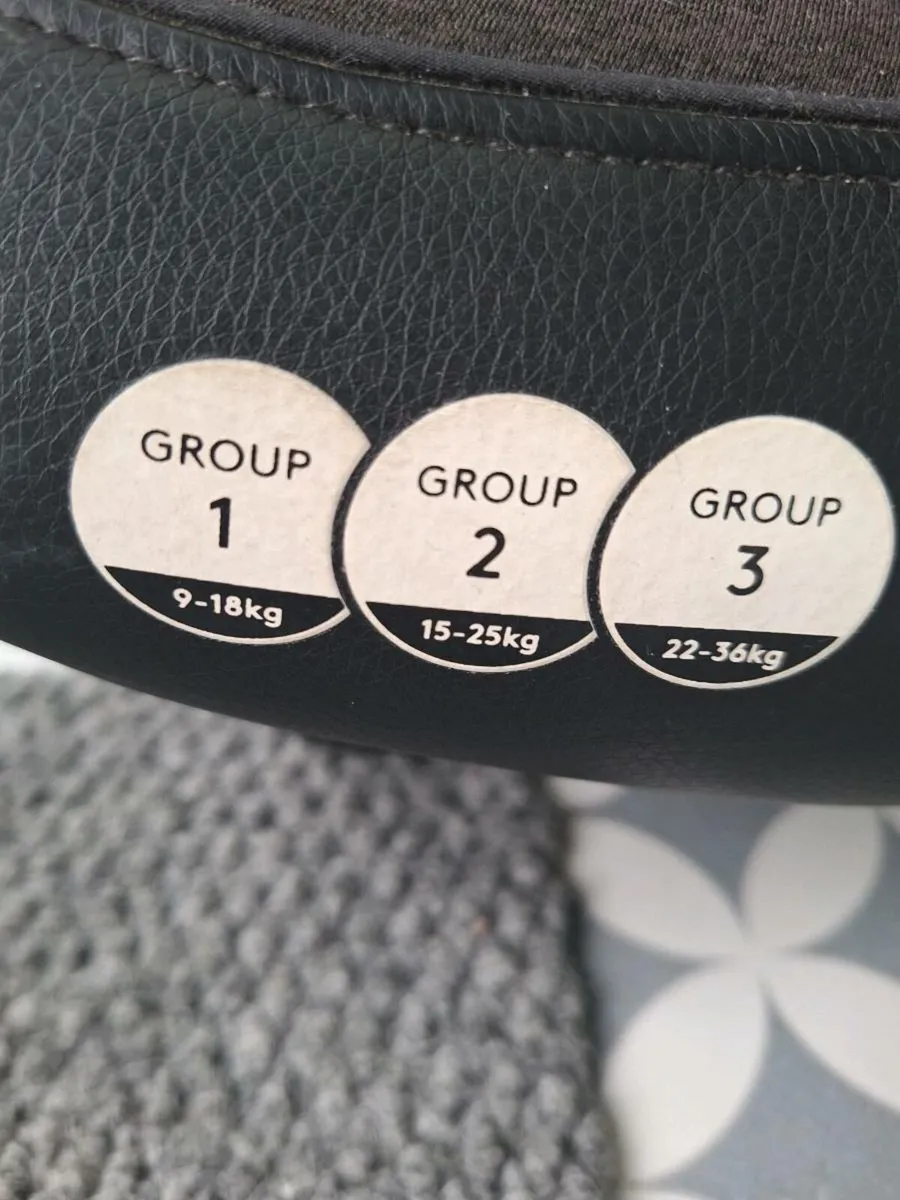 GROUP
1
9-18kg
GROUP
2
15-25kg
GROUP
3
22-36kg